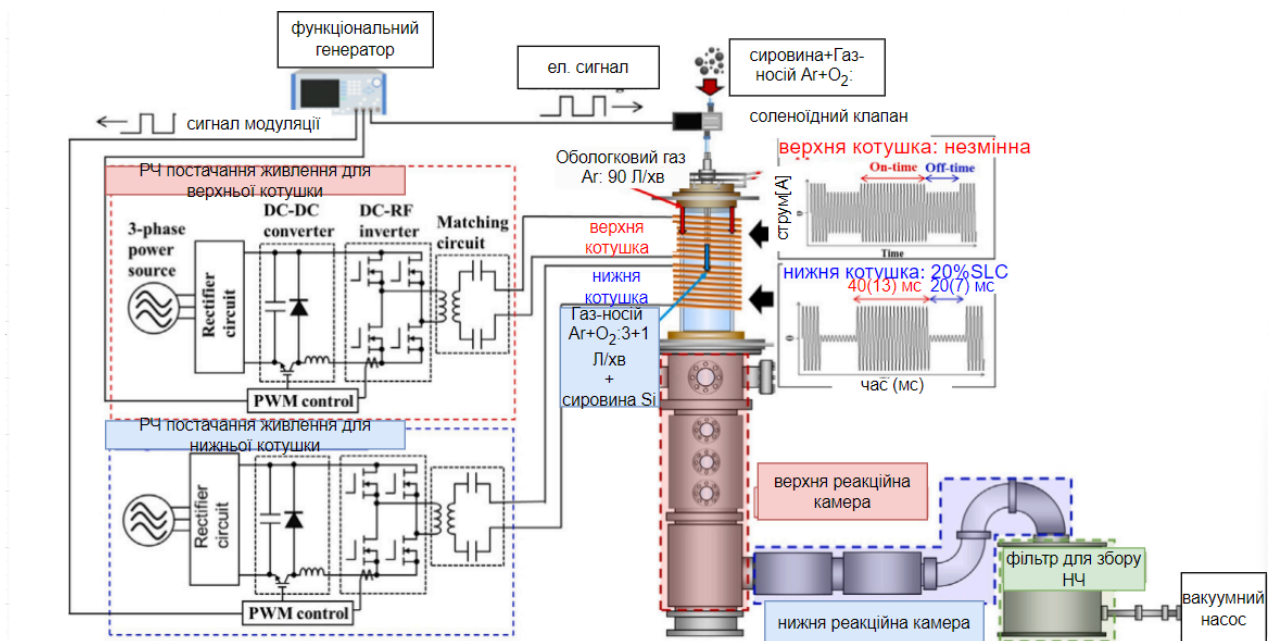 функціональний
генератор
ел. сигнал
сировина+Газ-
носій Ar+O₂:
сигнал модуляції
соленоїдний клапан
Обологковий газ
Ar: 90 Л/хв
верхня котушка: незмінна
On-time
Off-time
струм[А]
0
Time
РЧ постачання живлення для
верхньої котушки
DC-DC
converter
DC-RF
inverter
Matching
circuit
3-phase
power
source
Rectifier
circuit
PWM control
верхня
котушка
нижня
котушка
нижня котушка: 20%SLC
40(13) мс
20(7) мс
0
час (мс)
Газ-носій
Ar+O₂:3+1
Л/хв
+
сировина Si
РЧ постачання живлення для
нижньої котушки
Rectifier
circuit
PWM control
верхня реакційна
камера
нижня реакційна камера
фільтр для збору
НЧ
вакуумний
насос